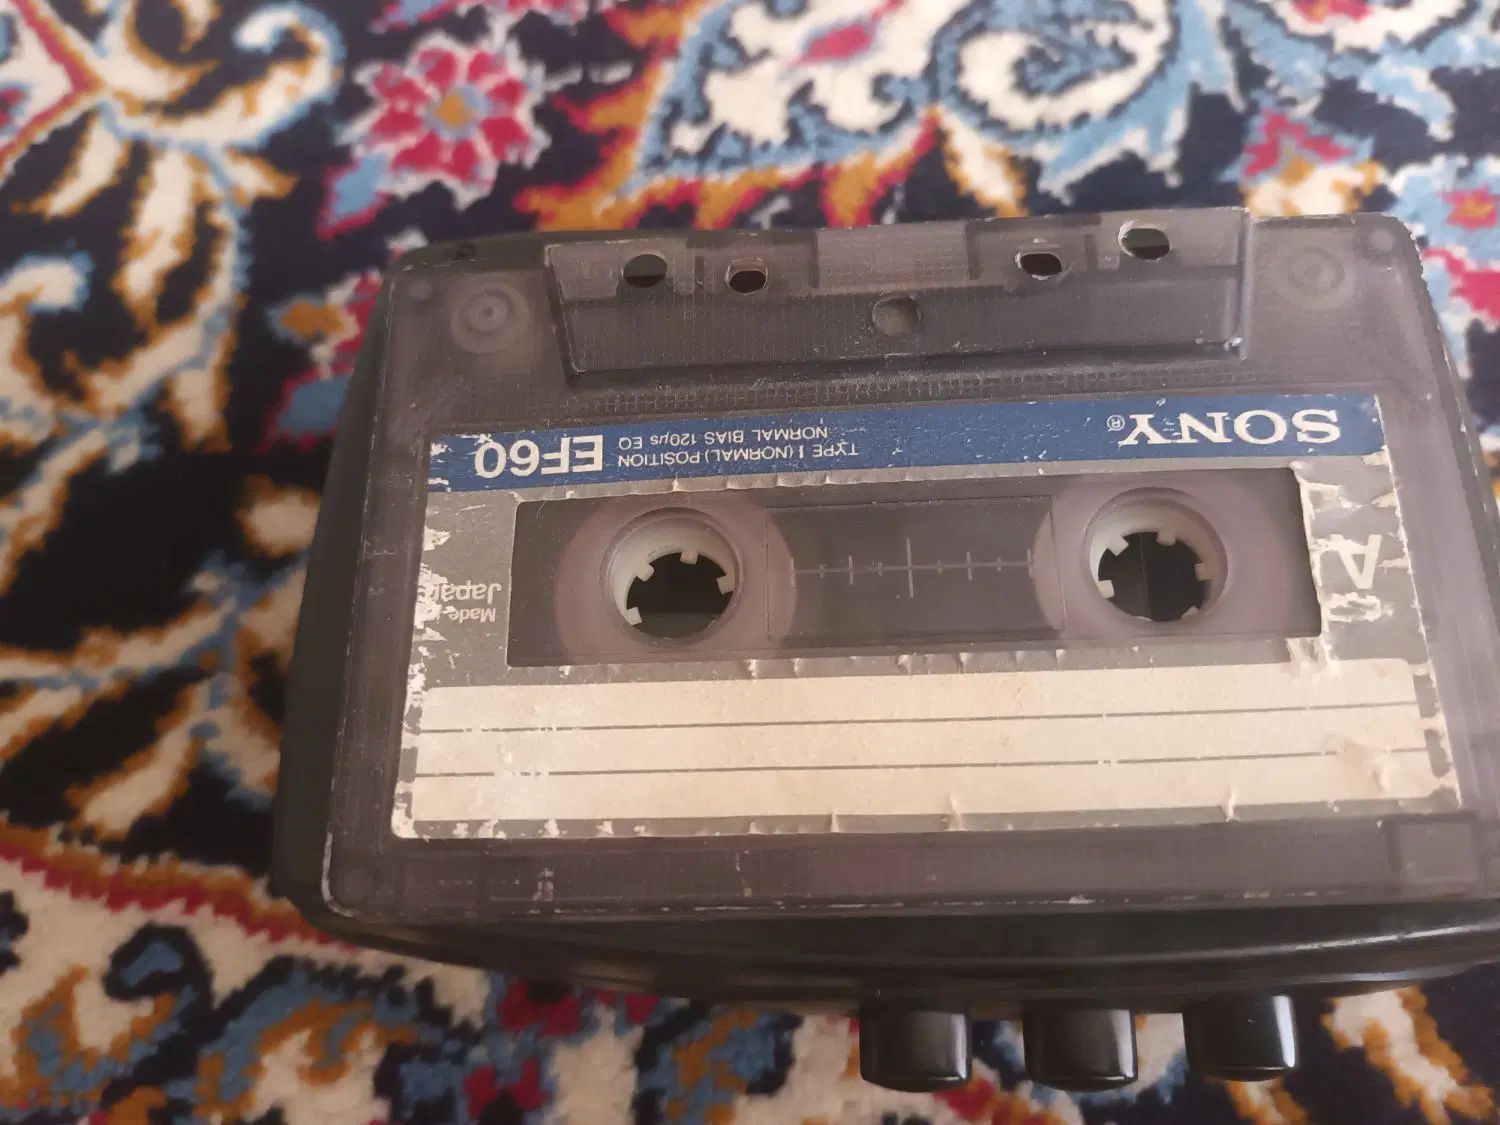 SONY®
TYPE I (NORMAL) POSITION
NORMAL BIAS 120µs EQ
EF60
A
Made in
Japan